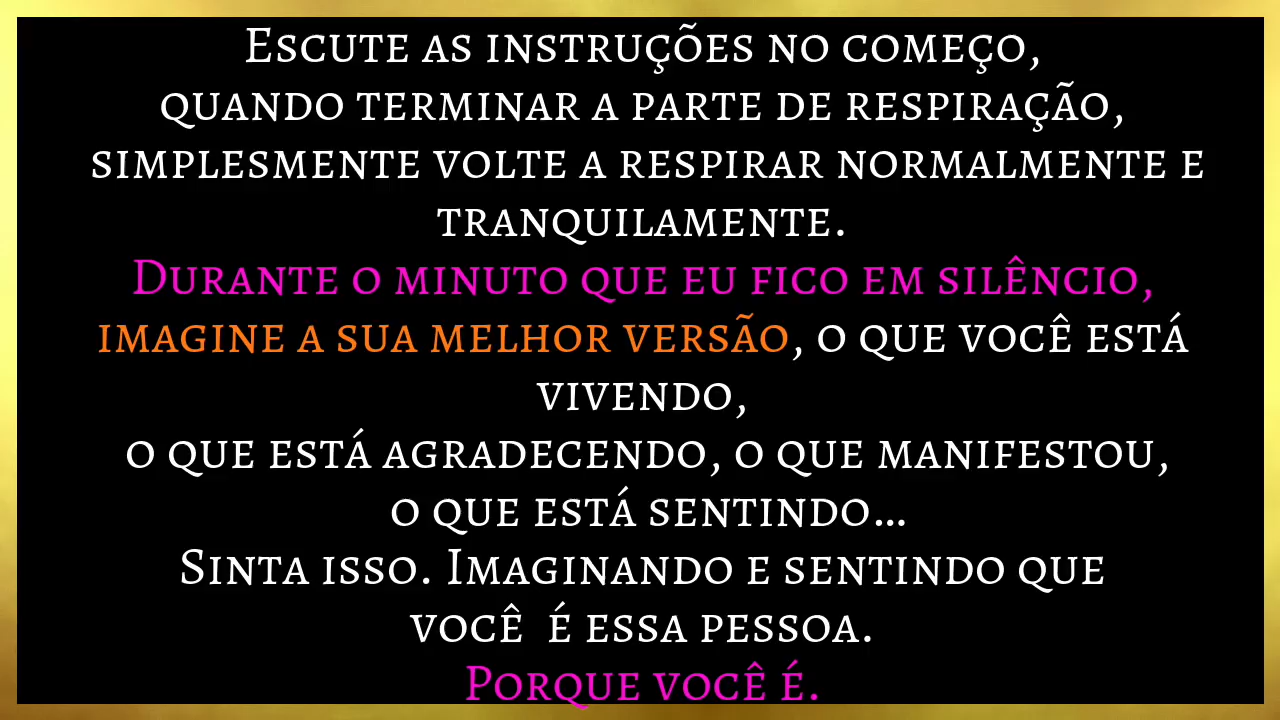 Escute as instruções no começo,
quando terminar a parte de respiração,
simplesmente volte a respirar normalmente e
tranquilamente.
Durante o minuto que eu fico em silêncio,
imagine a sua melhor versão, o que você está
vivendo,
o que está agradecendo, o que manifestou,
o que está sentindo...
Sinta isso. Imaginando e sentindo que
você é essa pessoa.
Porque você é.